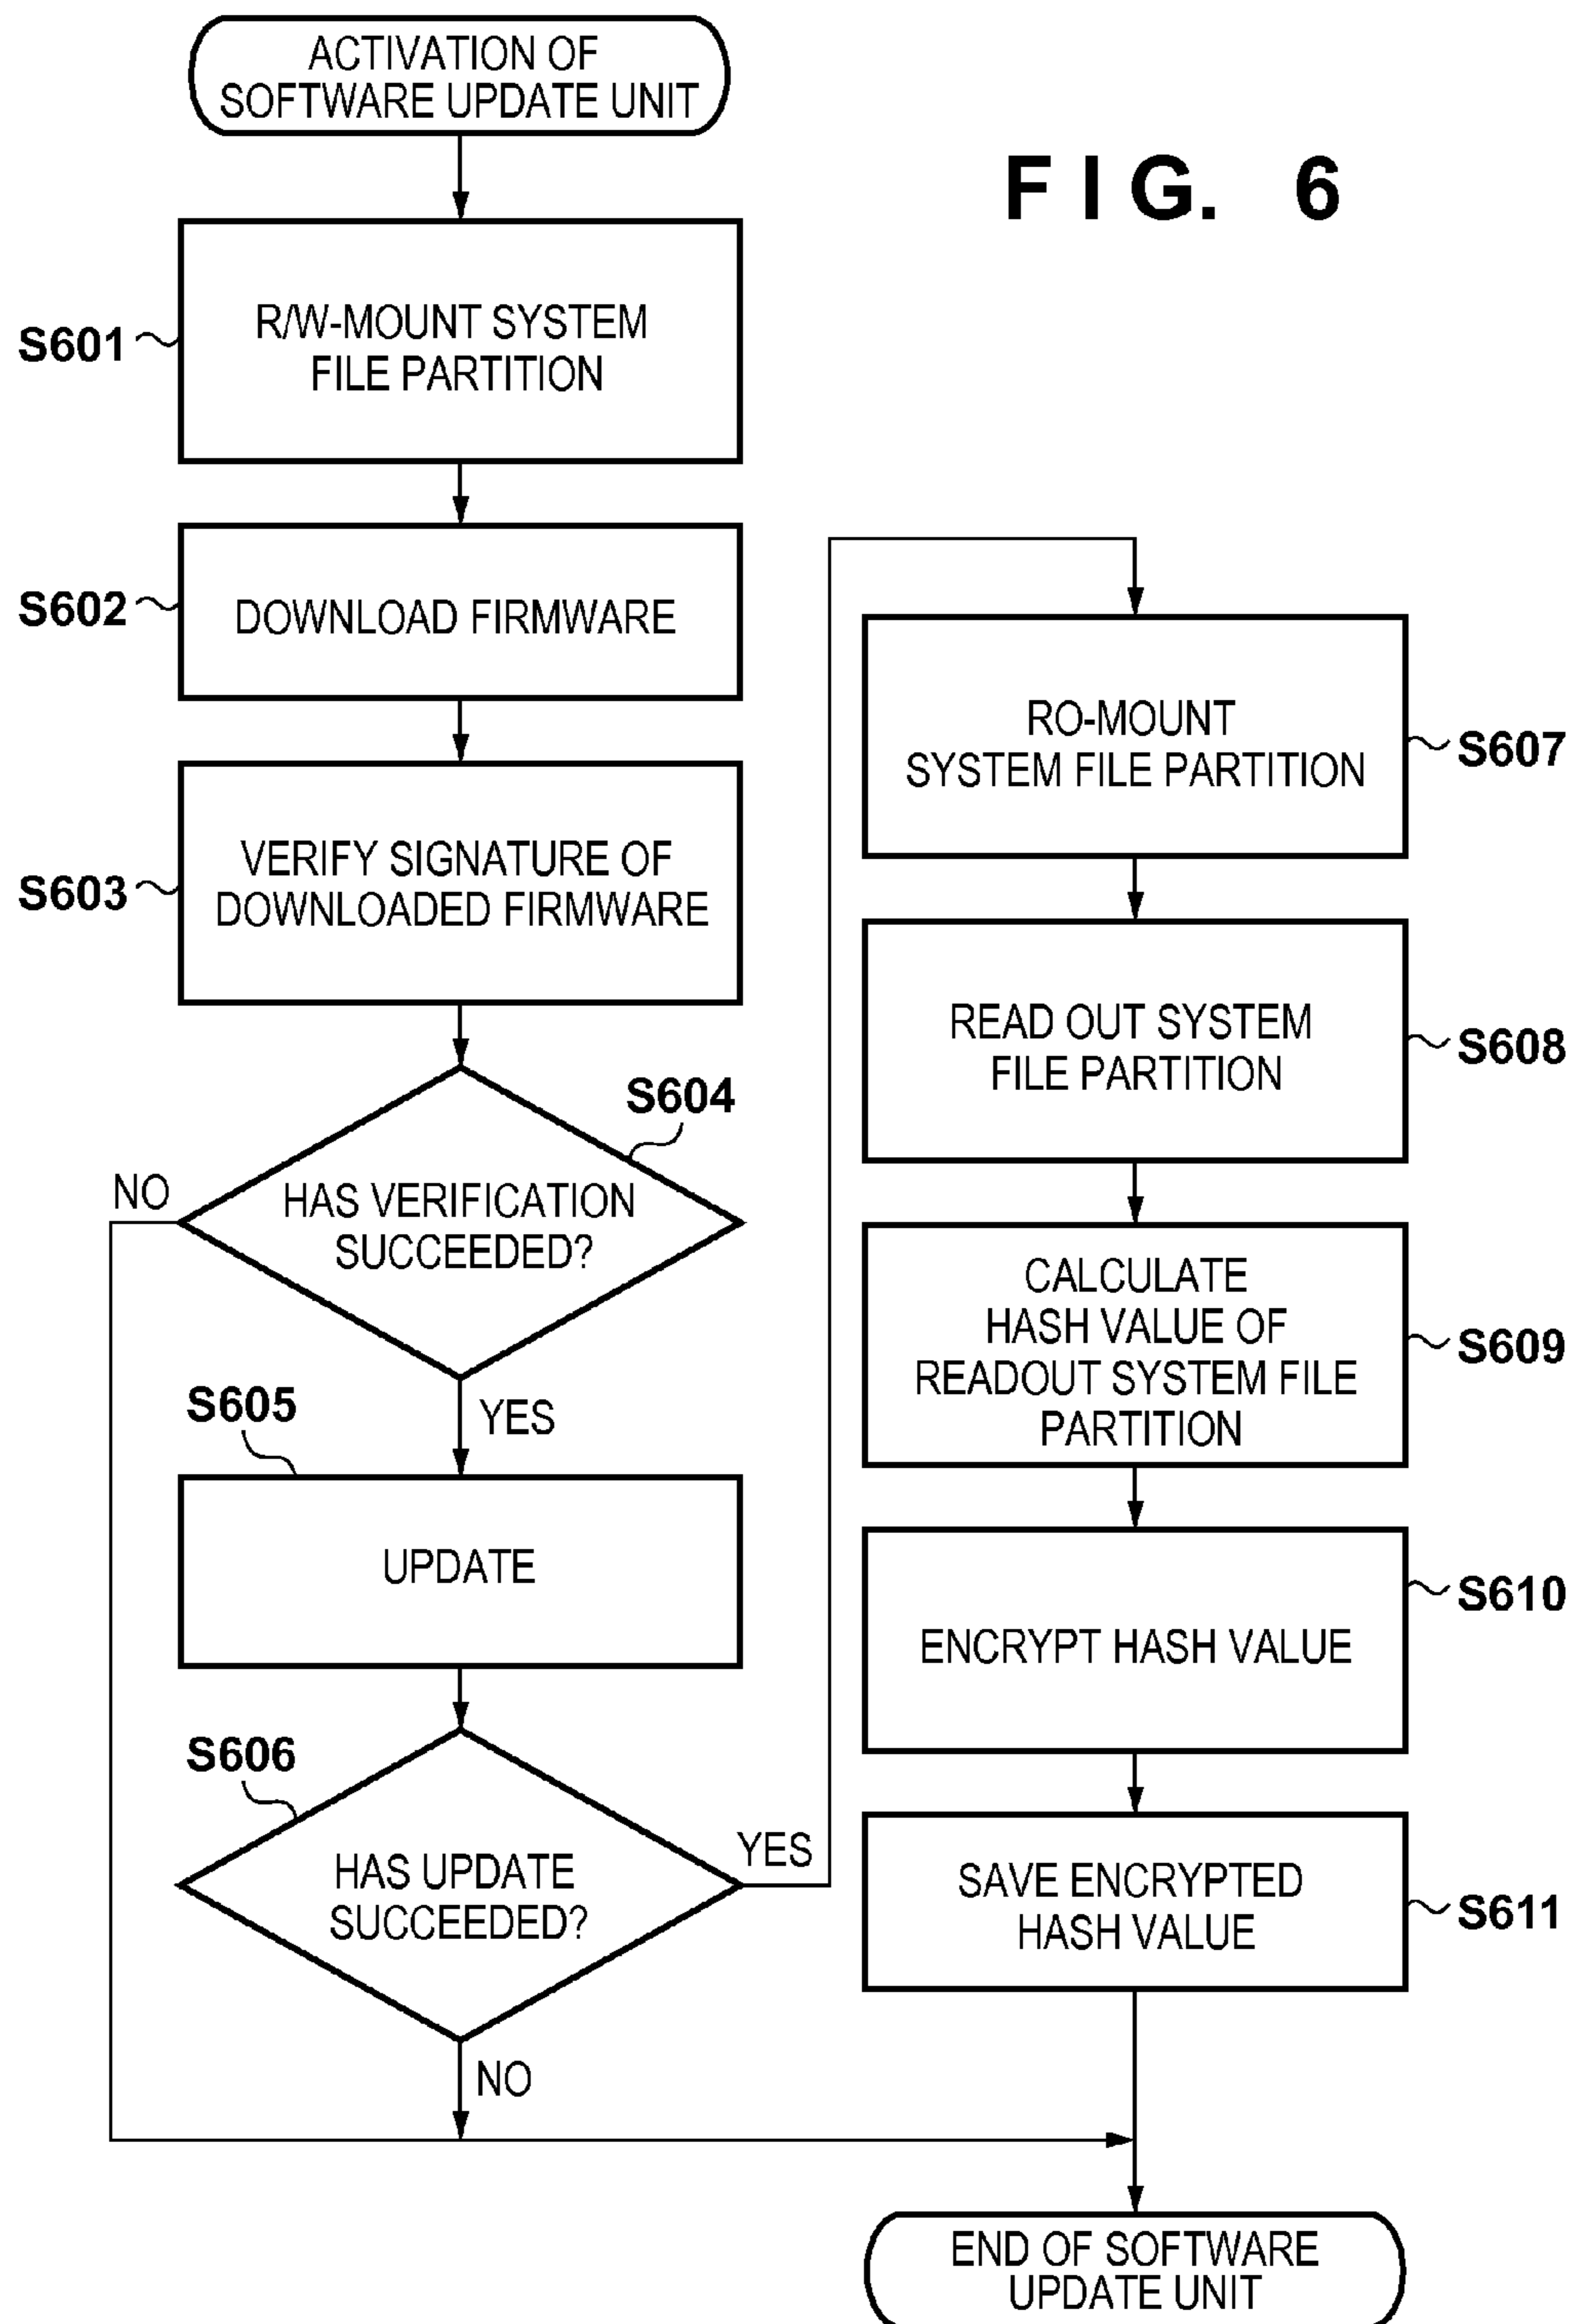 ACTIVATION OF
SOFTWARE UPDATE UNIT
FIG. 6
S601
R/W-MOUNT SYSTEM
FILE PARTITION
S602
DOWNLOAD FIRMWARE
S603
VERIFY SIGNATURE OF
DOWNLOADED FIRMWARE
S604
NO
HAS VERIFICATION
SUCCEEDED?
YES
S605
UPDATE
S606
HAS UPDATE
SUCCEEDED?
YES
NO
RO-MOUNT
SYSTEM FILE PARTITION
S607
READ OUT SYSTEM
FILE PARTITION
S608
CALCULATE
HASH VALUE OF
READOUT SYSTEM FILE
PARTITION
S609
ENCRYPT HASH VALUE
S610
SAVE ENCRYPTED
HASH VALUE
S611
END OF SOFTWARE
UPDATE UNIT